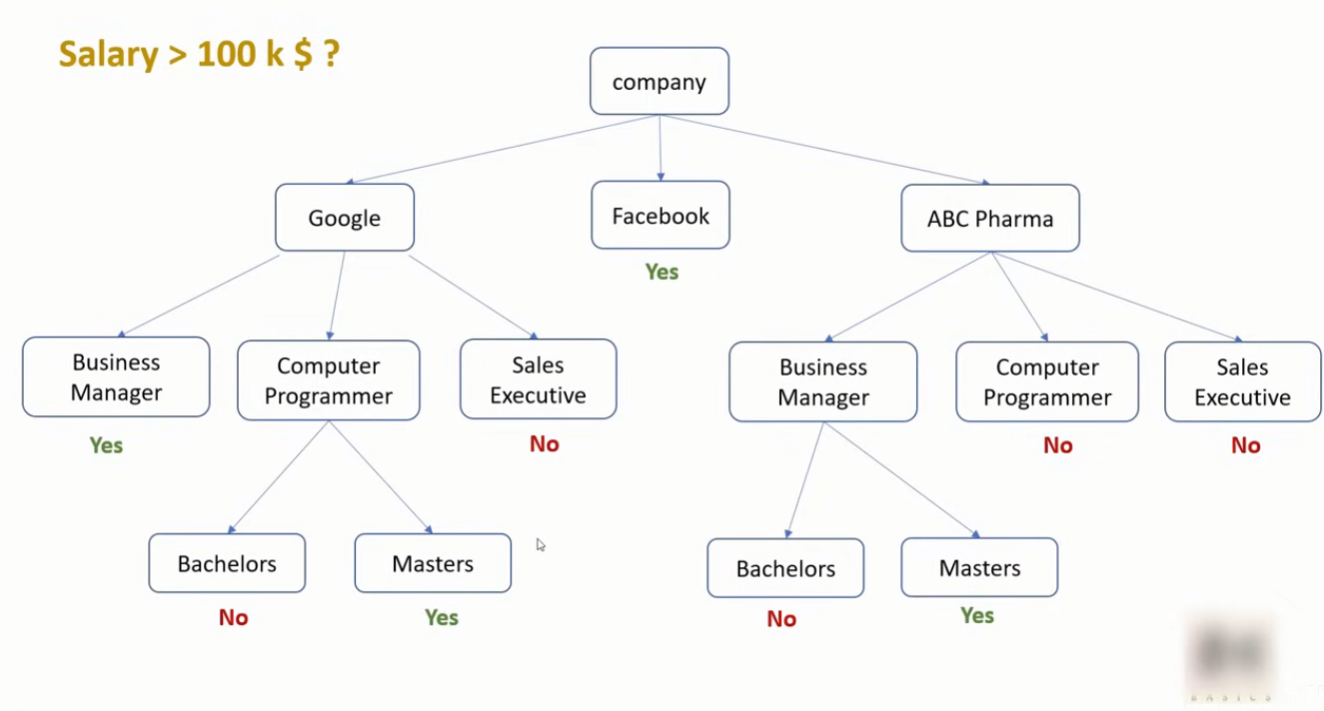 Salary > 100 k $ ?
company
Google
Facebook
ABC Pharma
Yes
Business
Manager
Computer
Programmer
Sales
Executive
Business
Manager
Computer
Programmer
Sales
Executive
Yes
No
No
No
Bachelors
Masters
Bachelors
Masters
No
Yes
No
Yes
BASICS